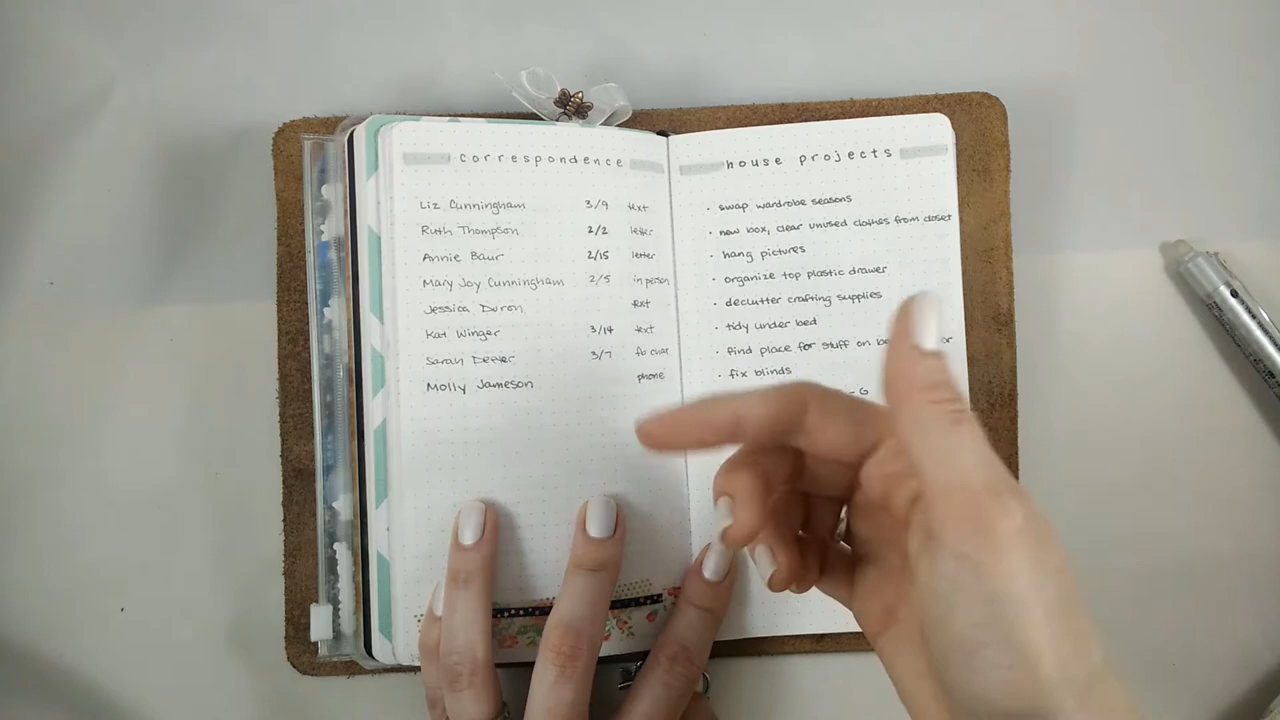 correspondence
Liz Cunningham 3/9 text
Ruth Thompson 2/2 letter
Annie Baur 2/15 letter
Mary Joy Cunningham 2/5 in person
Jessica Duron text
Kat Winger 3/14 text
Sarah 3/7 fb chat
Molly Jameson phone
house projects
· swap wardrobe seasons
· new box, clear unused clothes from closet
· hang pictures
· organize top plastic drawer
· declutter crafting supplies
· tidy under bed
· find place for stuff on
· fix blinds
- G